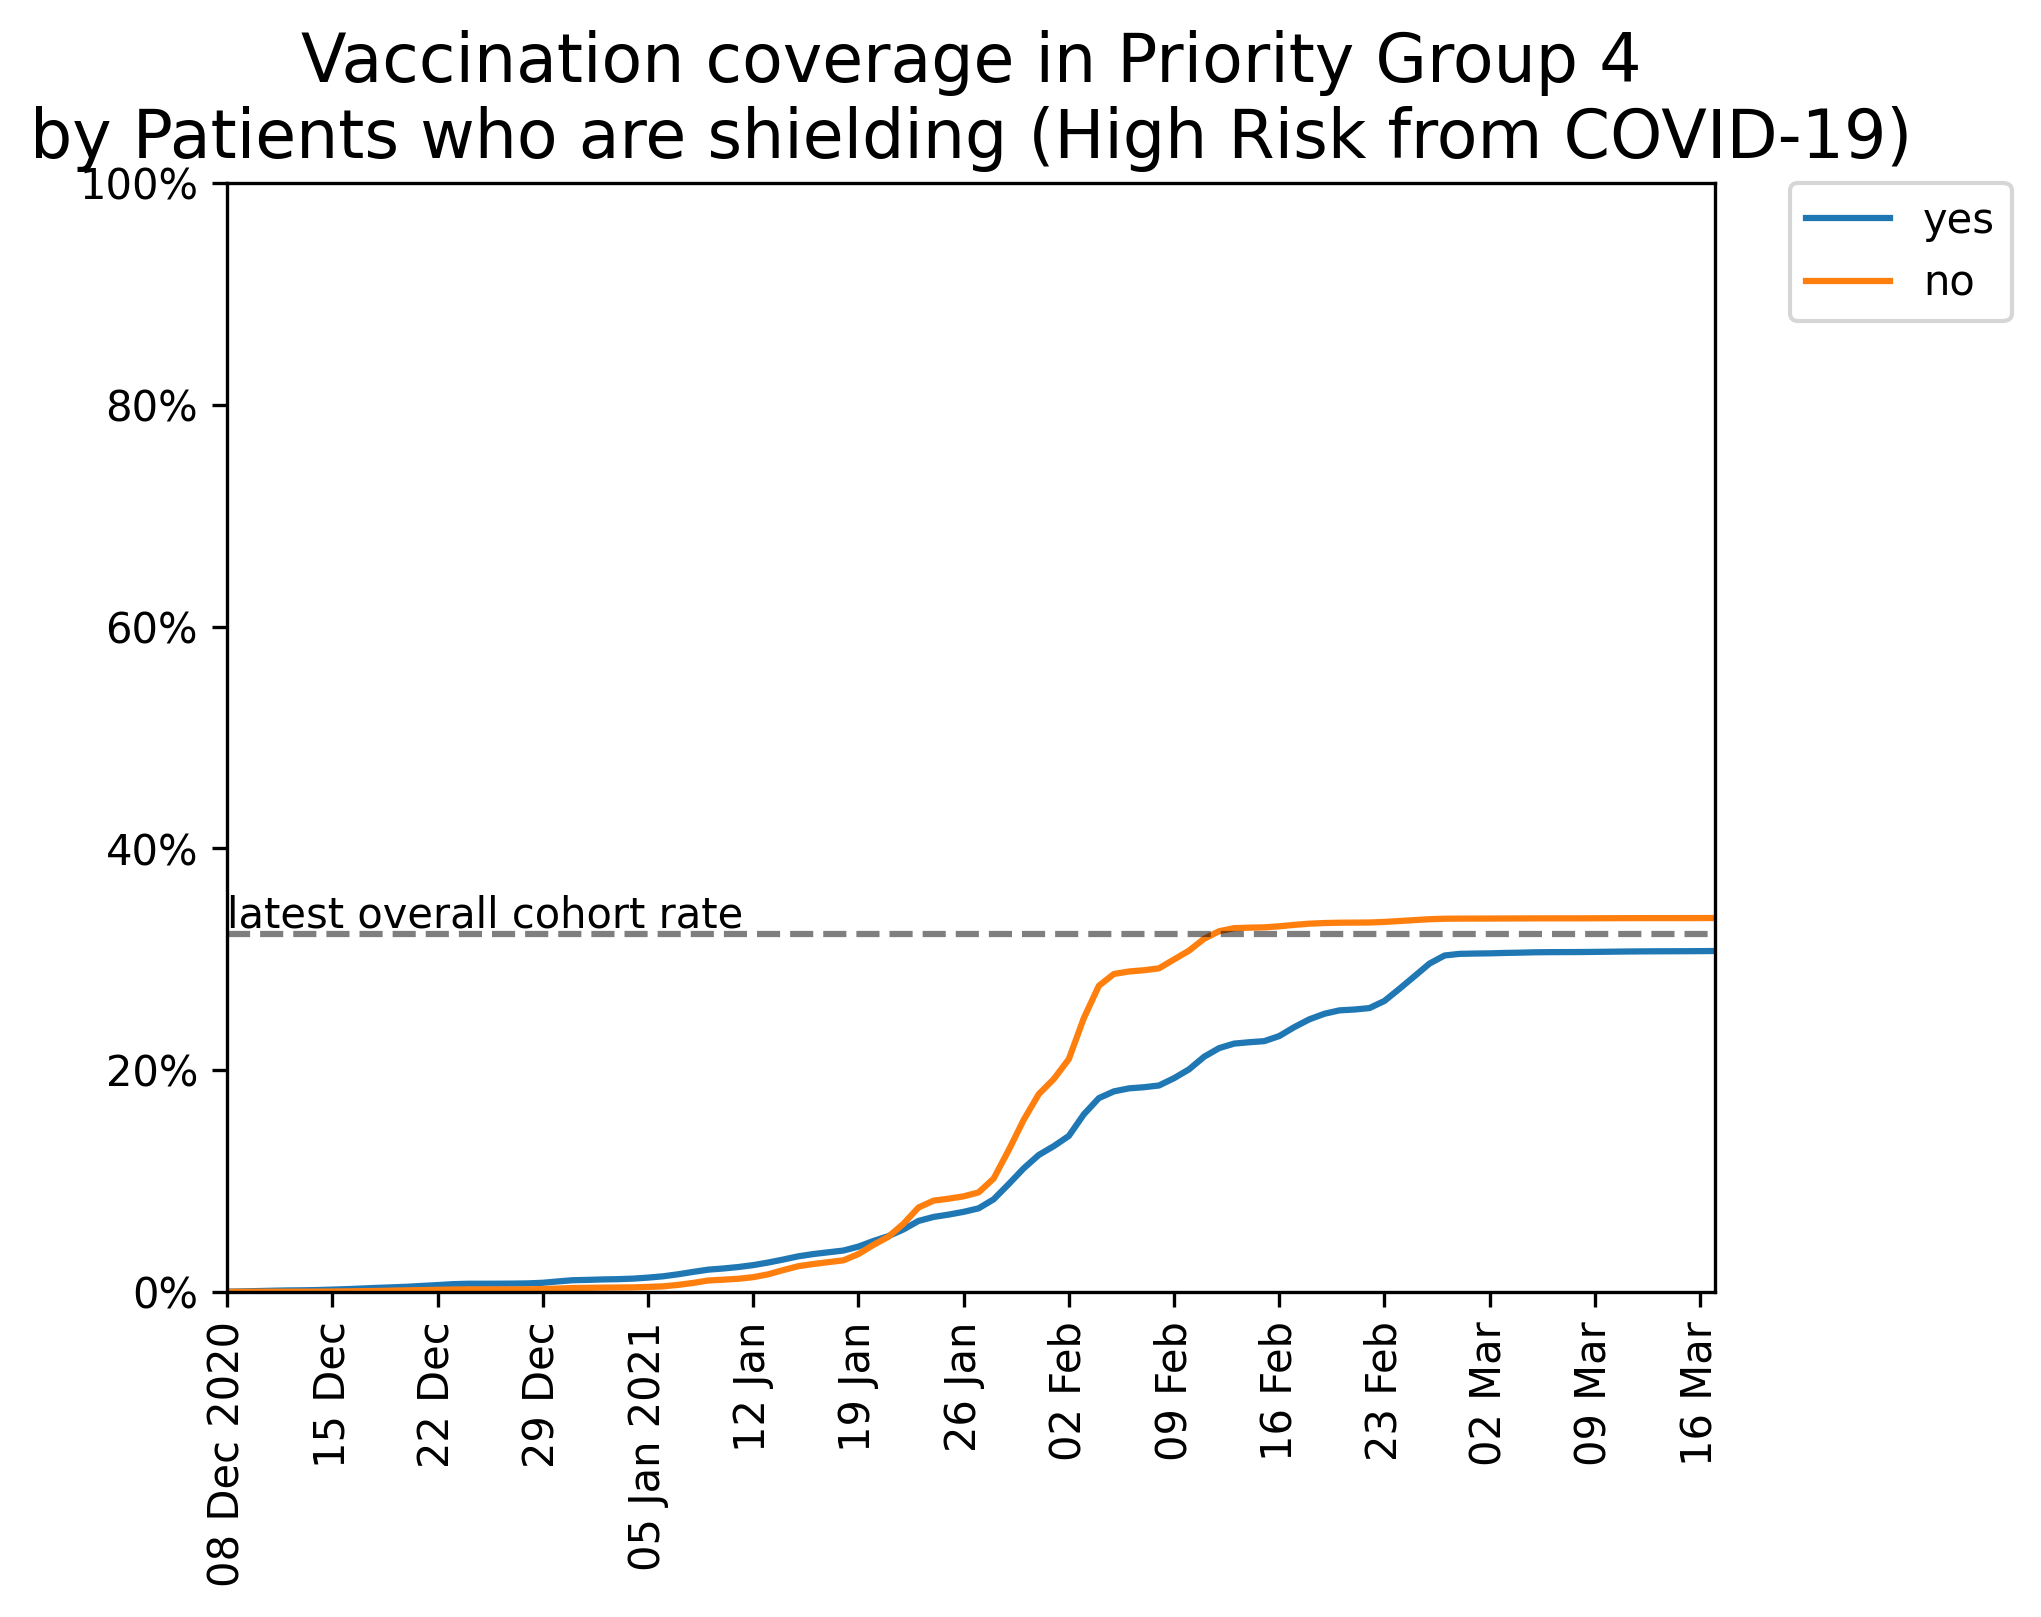 Vaccination coverage in Priority Group 4
by Patients who are shielding (High Risk from COVID-19)
100%
80%
60%
40%
20%
0%
latest overall cohort rate
yes
no
08 Dec 2020
15 Dec
22 Dec
29 Dec
05 Jan 2021
12 Jan
19 Jan
26 Jan
02 Feb
09 Feb
16 Feb
23 Feb
02 Mar
09 Mar
16 Mar